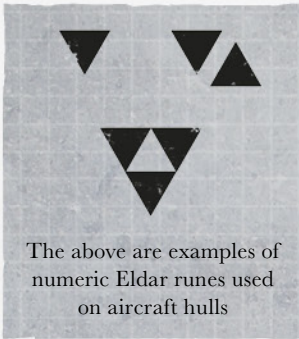 The above are examples of
numeric Eldar runes used
on aircraft hulls